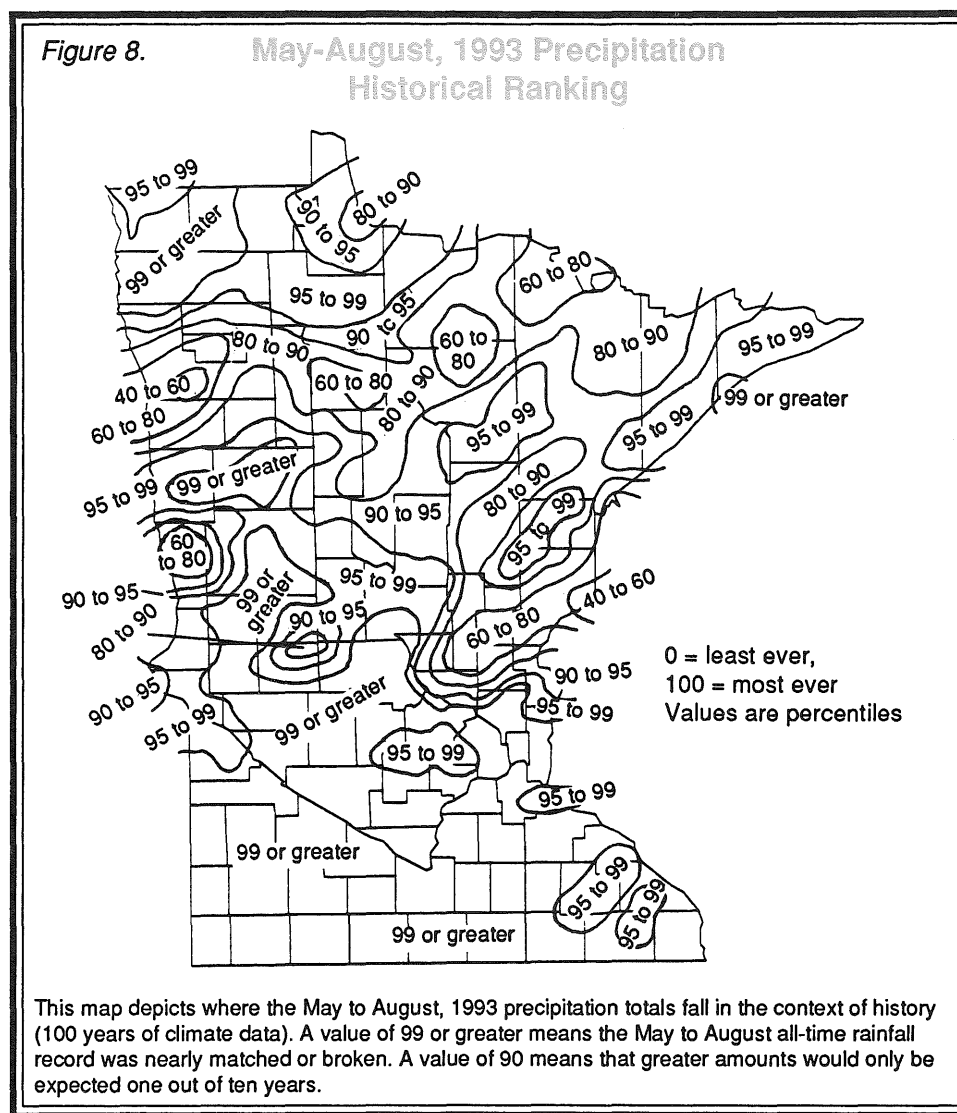 Figure 8.
May-August, 1993 Precipitation
Historical Ranking
95 to 99
80 to 90
90 to 95
99 or greater
60 to 80
95 to 99
90 tc 95
80 to 90
60 to
80
80 to 90
95 to 99
40 to 60
60 to 80
80 to 90
99 or greater
60 to 80
95 to 99
95 to 99
99 or greater
95 to 99
80 to 90
90 to 95
95 to 99
60
to 80
95 to 99
99 or
greater
90 to 95
90 to 95
40 to 60
80 to 90
60 to 80
0 = least ever,
100 = most ever
Values are percentiles
90 to 95
90 to 95
99 or greater
95 to 99
95 to 99
95 to 99
95 to 99
99 or greater
95 to 99
95 to 99
99 or greater
This map depicts where the May to August, 1993 precipitation totals fall in the context of history
(100 years of climate data). A value of 99 or greater means the May to August all-time rainfall
record was nearly matched or broken. A value of 90 means that greater amounts would only be
expected one out of ten years.